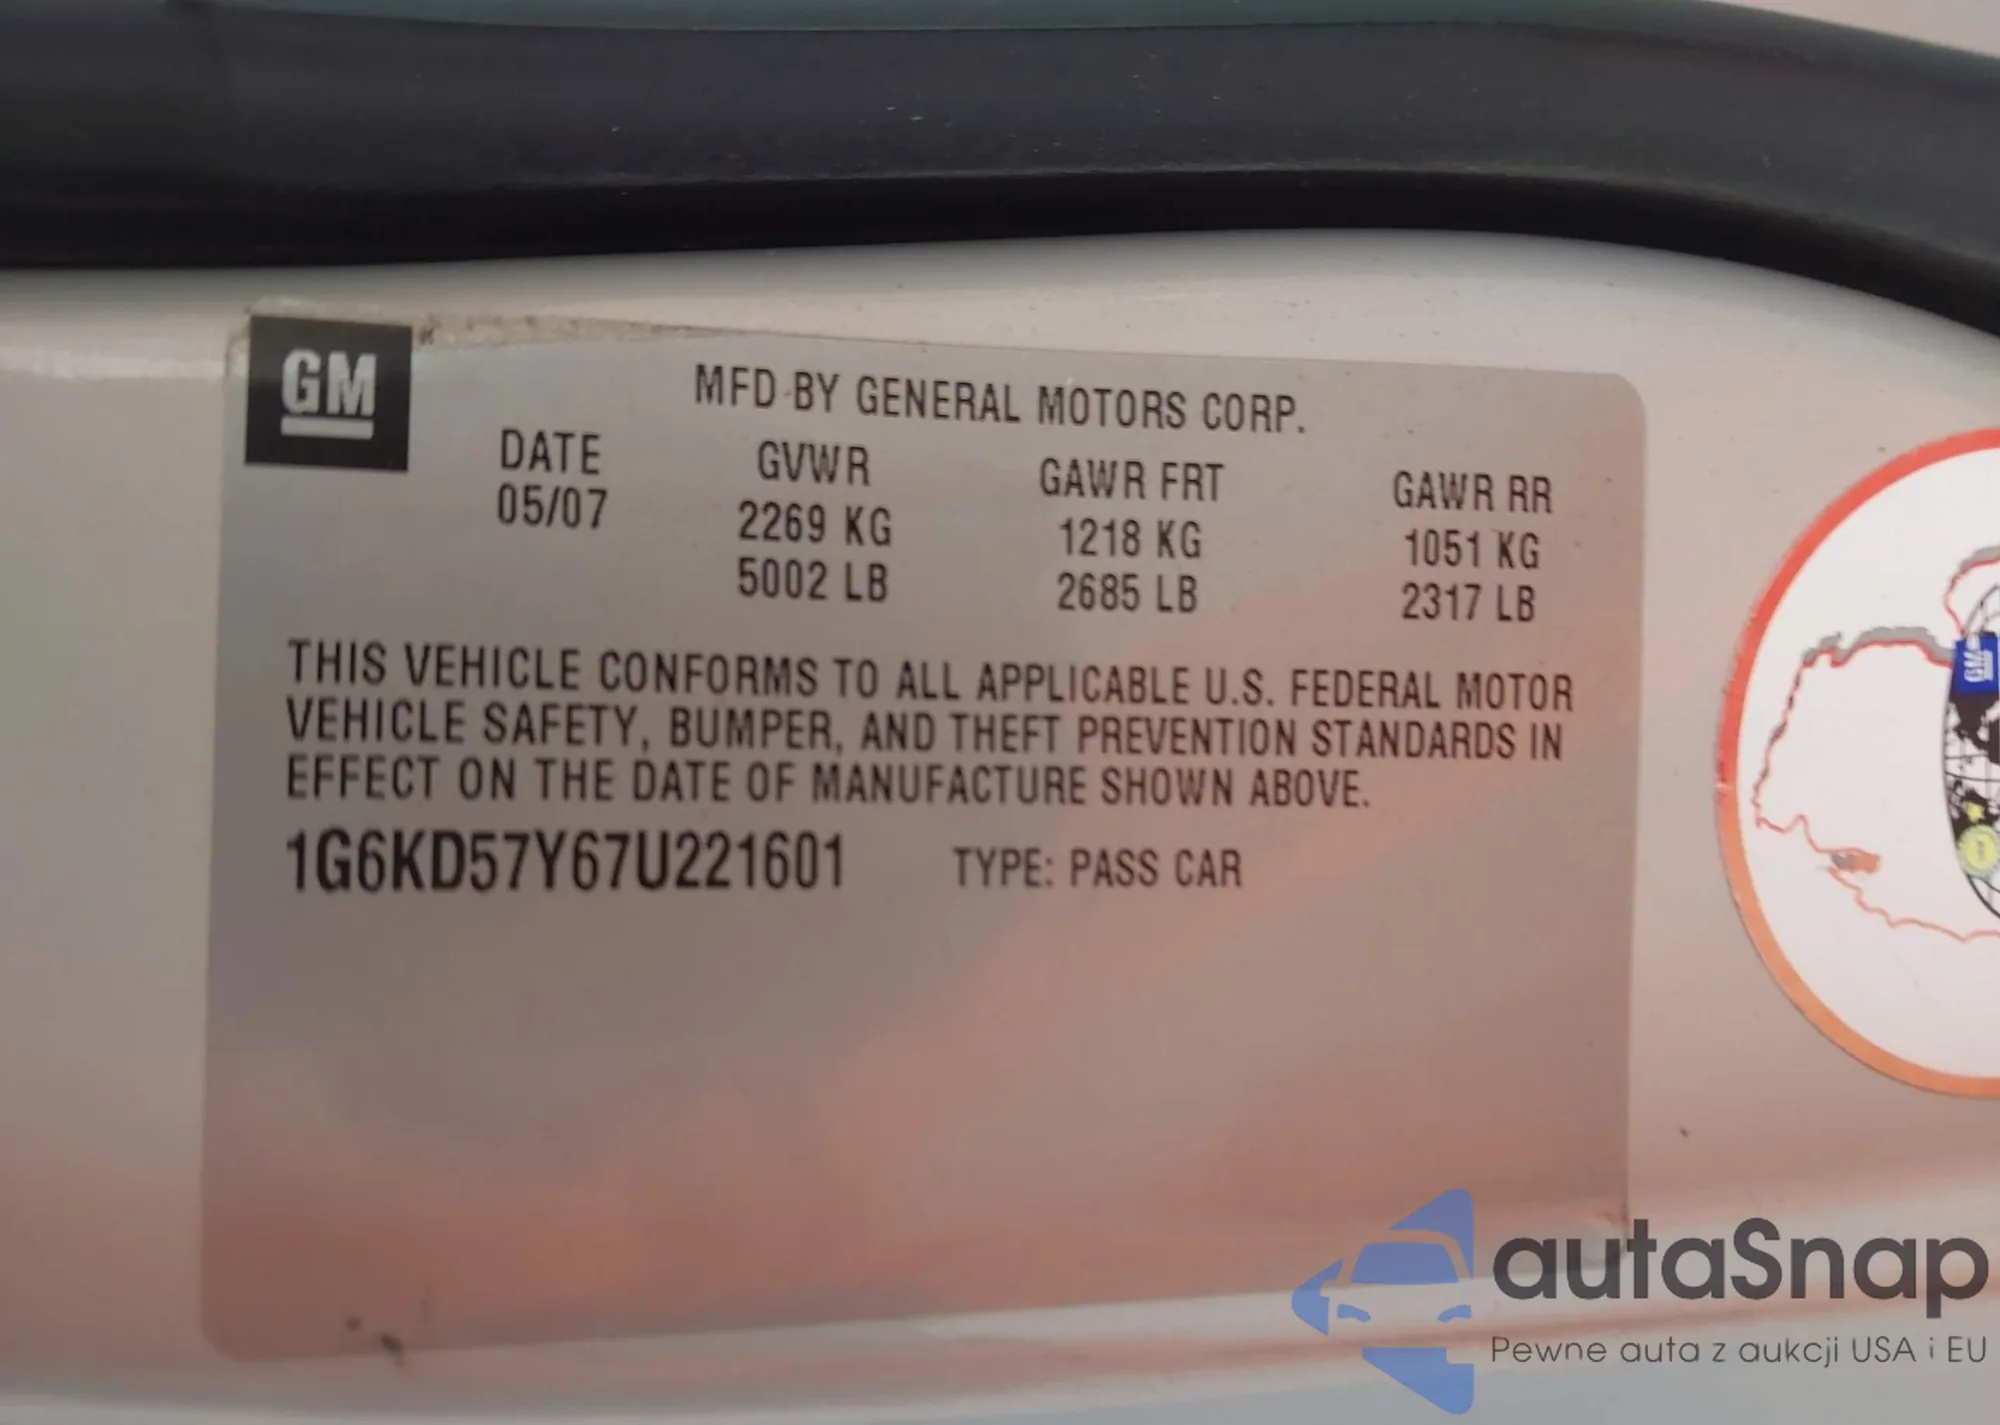 GM
MFD BY GENERAL MOTORS CORP.
DATE GVWR GAWR FRT GAWR RR
05/07 2269 KG 1218 KG 1051 KG
5002 LB 2685 LB 2317 LB
THIS VEHICLE CONFORMS TO ALL APPLICABLE U.S. FEDERAL MOTOR
VEHICLE SAFETY, BUMPER, AND THEFT PREVENTION STANDARDS IN
EFFECT ON THE DATE OF MANUFACTURE SHOWN ABOVE.
1G6KD57Y67U221601 TYPE: PASS CAR
GM
autaSnap
Pewne auta z aukcji USA i EU